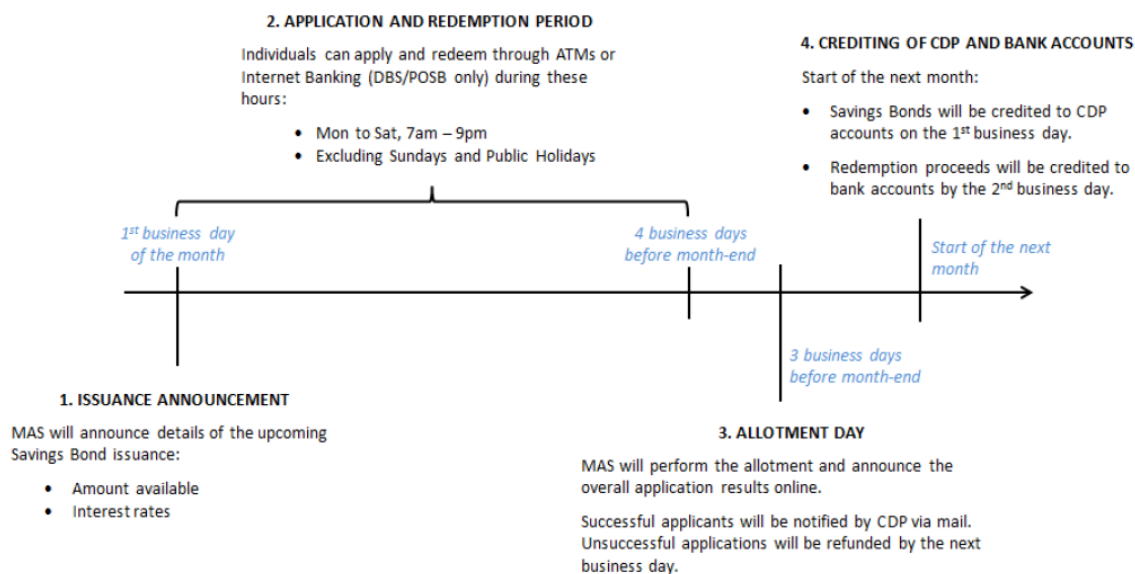 2. APPLICATION AND REDEMPTION PERIOD
Individuals can apply and redeem through ATMs or
Internet Banking (DBS/POSB only) during these
hours:
• Mon to Sat, 7am – 9pm
• Excluding Sundays and Public Holidays
4. CREDITING OF CDP AND BANK ACCOUNTS
Start of the next month:
• Savings Bonds will be credited to CDP
accounts on the 1st business day.
• Redemption proceeds will be credited to
bank accounts by the 2nd business day.
1st business day
of the month
4 business days
before month-end
Start of the next
month
3 business days
before month-end
1. ISSUANCE ANNOUNCEMENT
MAS will announce details of the upcoming
Savings Bond issuance:
• Amount available
• Interest rates
3. ALLOTMENT DAY
MAS will perform the allotment and announce the
overall application results online.
Successful applicants will be notified by CDP via mail.
Unsuccessful applications will be refunded by the next
business day.